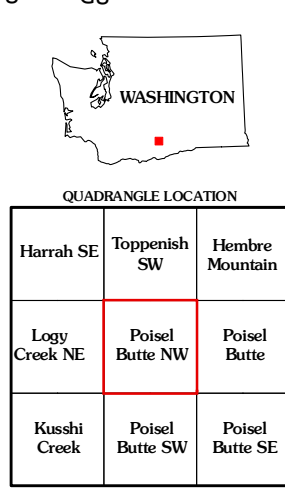 WASHINGTON
QUADRANGLE LOCATION
Harrah SE
Toppenish
SW
Hembre
Mountain
Logy
Creek NE
Poisel
Butte NW
Poisel
Butte
Kusshi
Creek
Poisel
Butte SW
Poisel
Butte SE